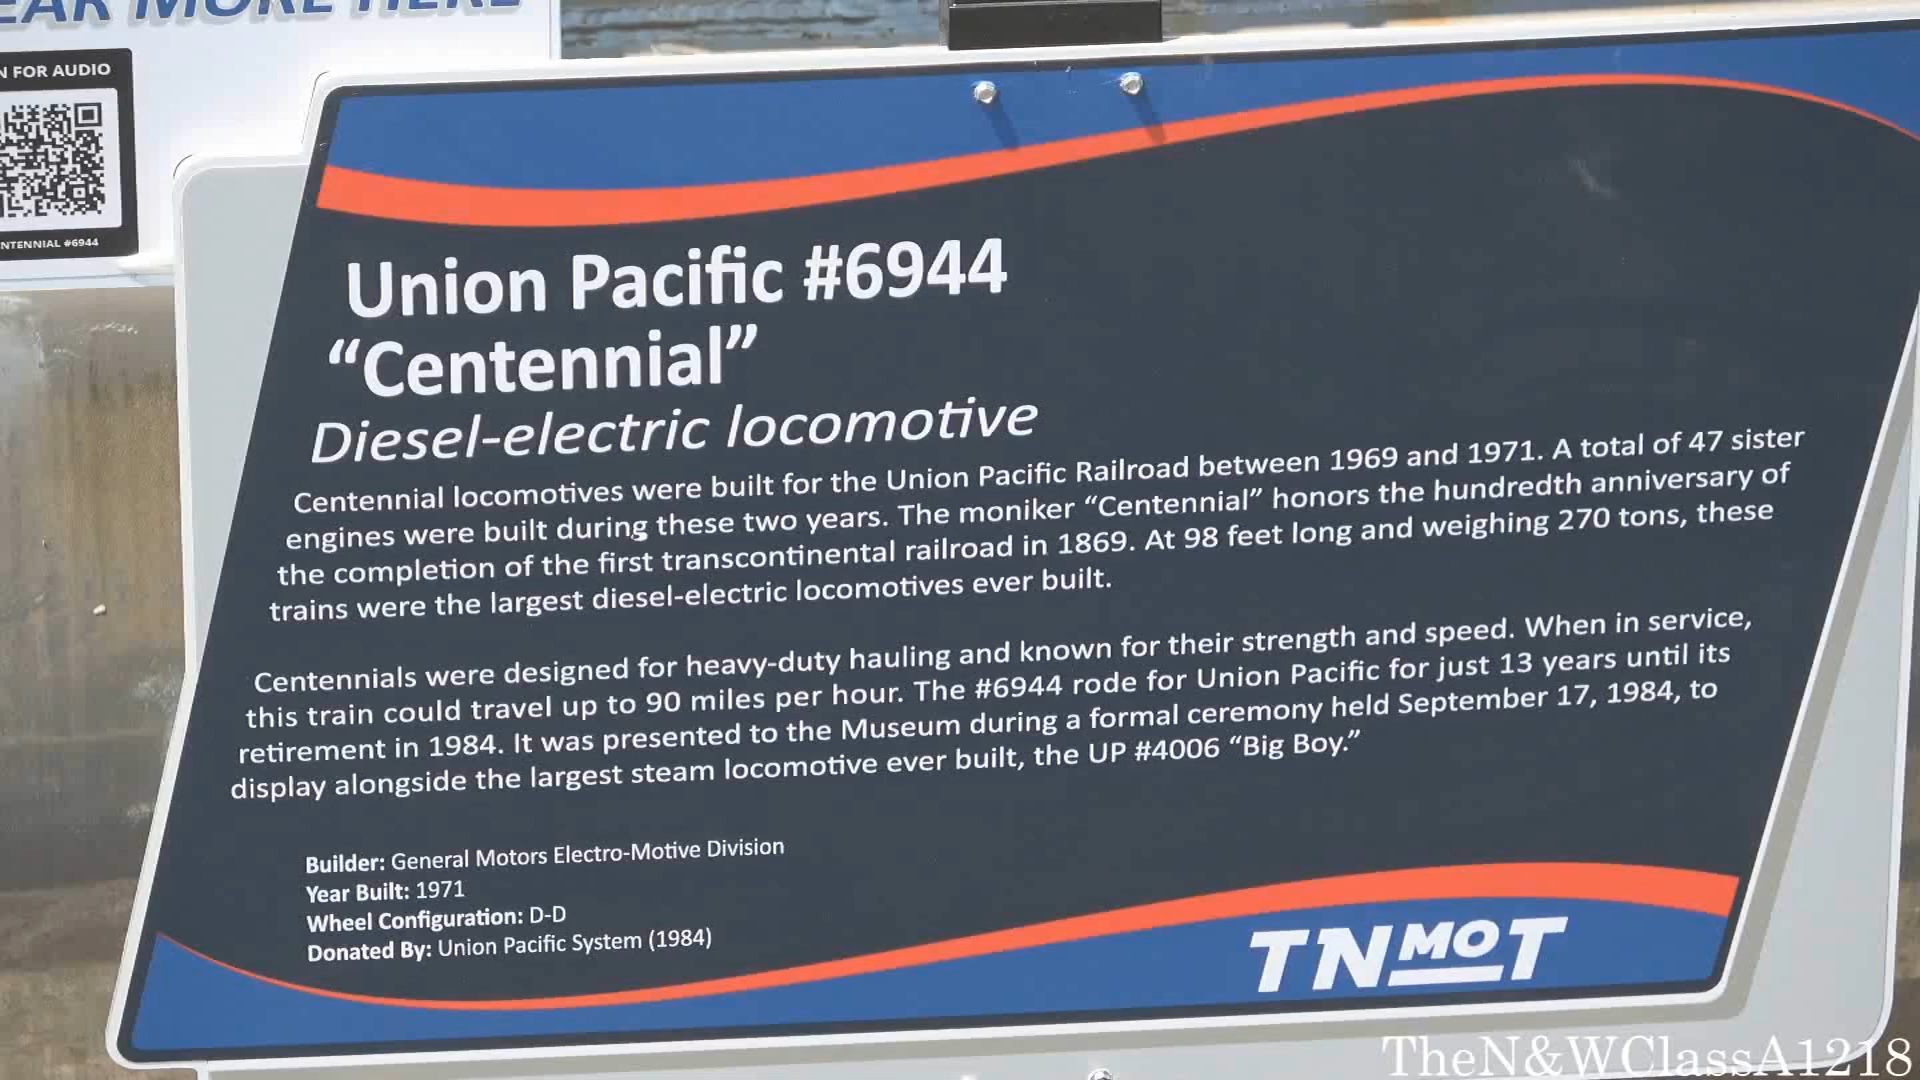 EAR MORE HERE
N FOR AUDIO
NTENNIAL #6944
Union Pacific #6944
“Centennial”
Diesel-electric locomotive
Centennial locomotives were built for the Union Pacific Railroad between 1969 and 1971. A total of 47 sister
engines were built during these two years. The moniker “Centennial” honors the hundredth anniversary of
the completion of the first transcontinental railroad in 1869. At 98 feet long and weighing 270 tons, these
trains were the largest diesel-electric locomotives ever built.
Centennials were designed for heavy-duty hauling and known for their strength and speed. When in service,
this train could travel up to 90 miles per hour. The #6944 rode for Union Pacific for just 13 years until its
retirement in 1984. It was presented to the Museum during a formal ceremony held September 17, 1984, to
display alongside the largest steam locomotive ever built, the UP #4006 “Big Boy.”
Builder: General Motors Electro-Motive Division
Year Built: 1971
Wheel Configuration: D-D
Donated By: Union Pacific System (1984)
TNMOT
TheN&WClassA1218